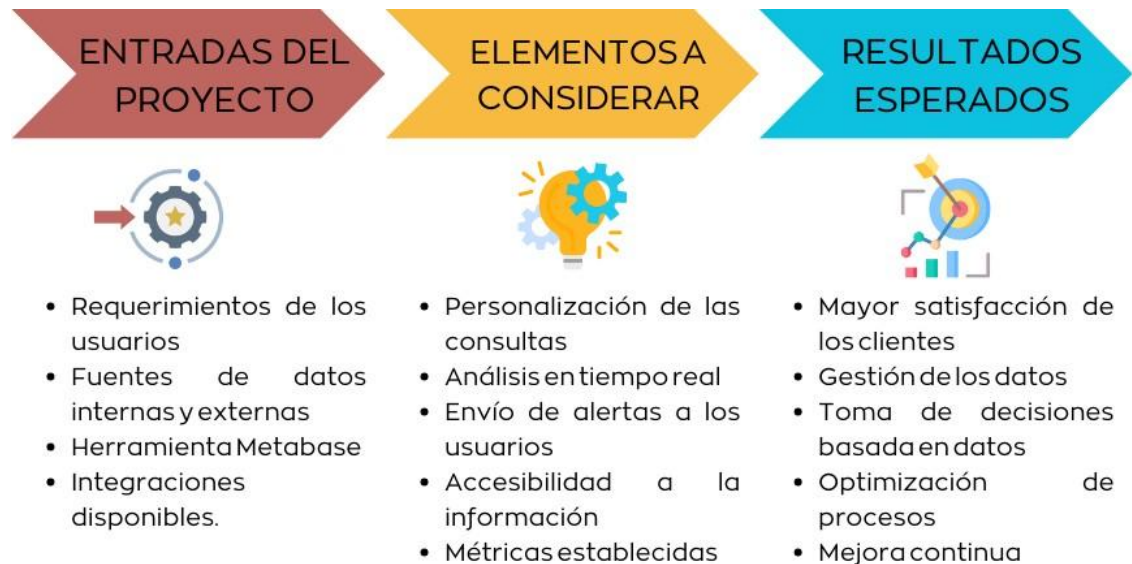 ENTRADAS DEL
PROYECTO
ELEMENTOS A
CONSIDERAR
RESULTADOS
ESPERADOS
• Requerimientos de los
usuarios
• Fuentes de datos
internas y externas
• Herramienta Metabase
• Integraciones
disponibles.
• Personalización de las
consultas
• Análisis en tiempo real
• Envío de alertas a los
usuarios
• Accesibilidad a la
información
• Métricas establecidas
• Mayor satisfacción de
los clientes
• Gestión de los datos
• Toma de decisiones
basada en datos
• Optimización de
procesos
• Mejora continua